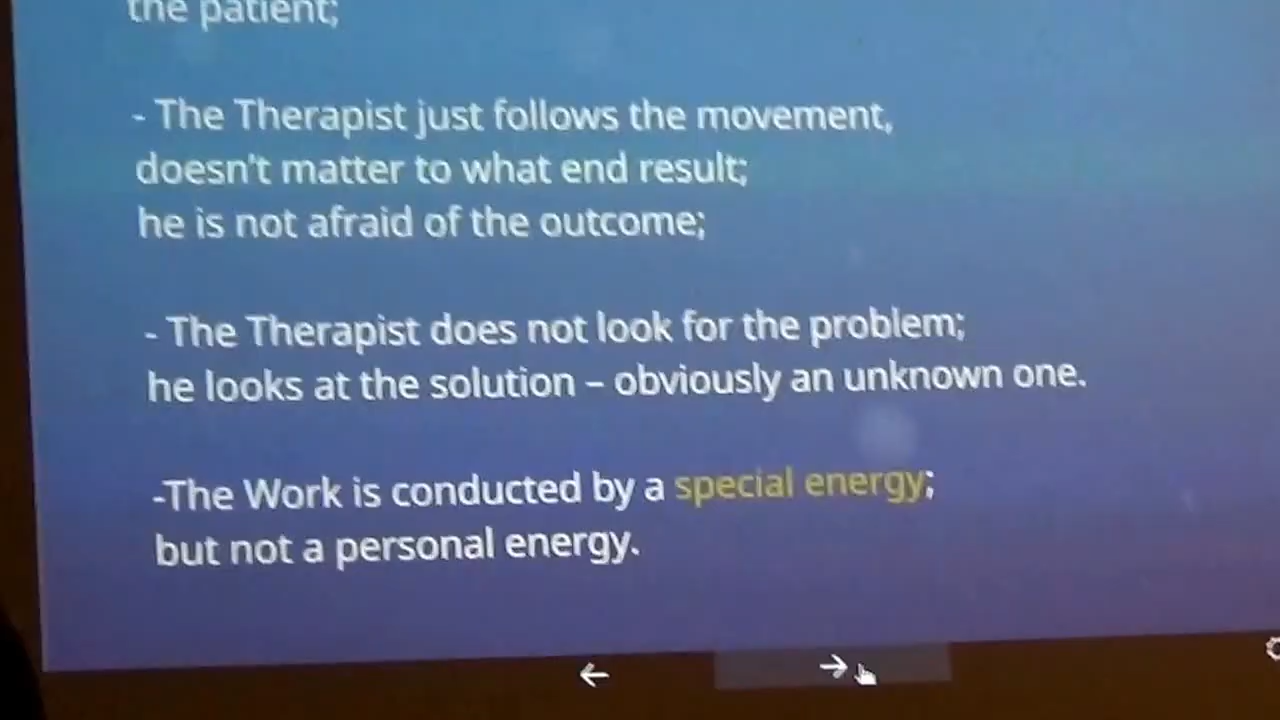 the patient;
- The Therapist just follows the movement,
doesn't matter to what end result;
he is not afraid of the outcome;
- The Therapist does not look for the problem;
he looks at the solution – obviously an unknown one.
-The Work is conducted by a special energy;
but not a personal energy.